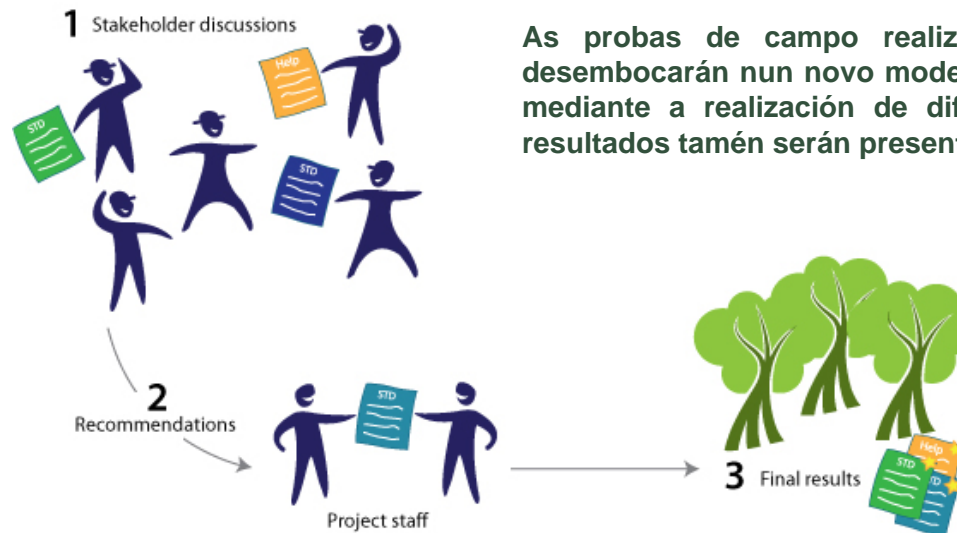 1 Stakeholder discussions
STD
Help
STD
As probas de campo realiz
desembocarán nun novo mode
mediante a realización de dif
resultados tamén serán present
2
Recommendations
STD
Project staff
3 Final results
Help
STD